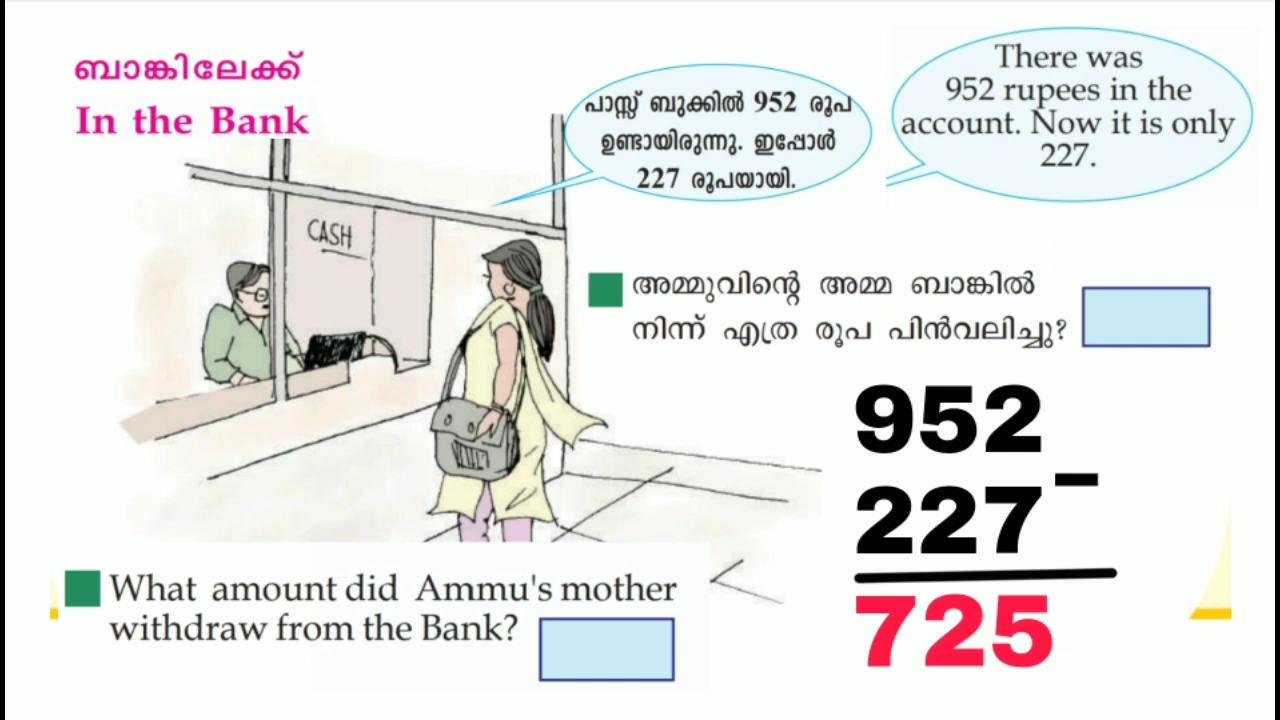 ബാങ്കിലേക്ക്
In the Bank
പാസ്സ് ബുക്കിൽ 952 രൂപ
ഉണ്ടായിരുന്നു. ഇപ്പോൾ
227 രൂപയായി.
There was
952 rupees in the
account. Now it is only
227.
CASH
അമ്മുവിന്റെ അമ്മ ബാങ്കിൽ
നിന്ന് എത്ര രൂപ പിൻവലിച്ചു?
952
227 -
725
What amount did Ammu's mother
withdraw from the Bank?